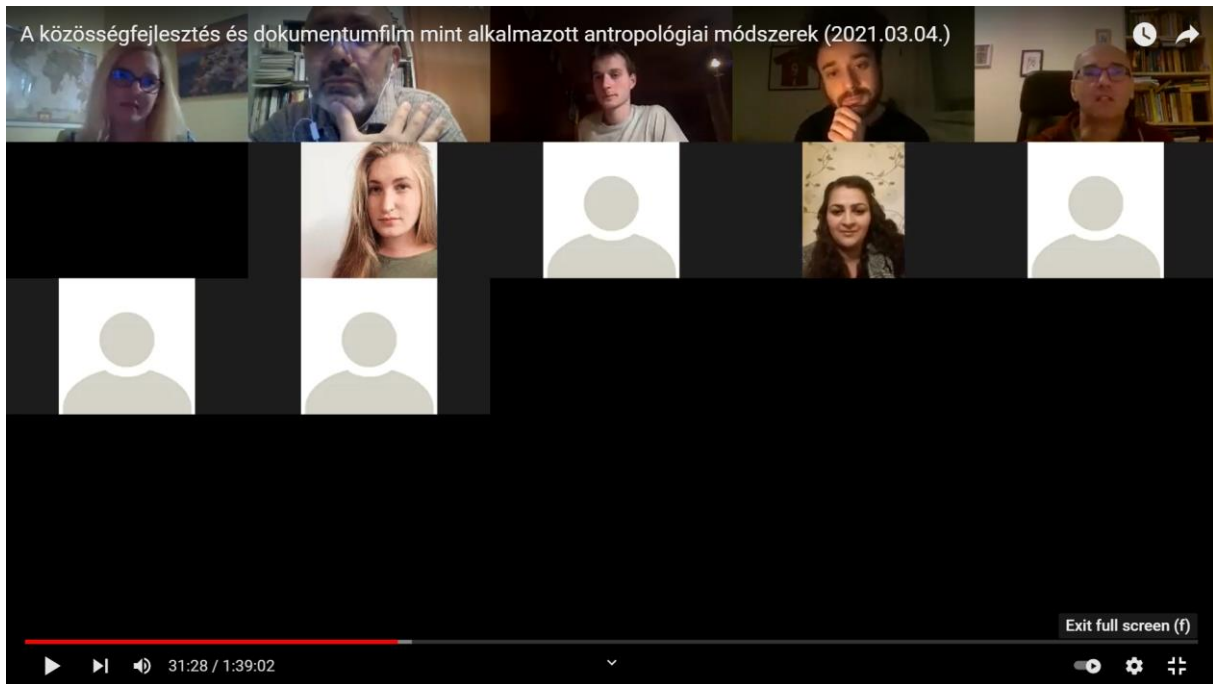 A közösségfejlesztés és dokumentumfilm mint alkalmazott antropológiai módszerek (2021.03.04.)
Exit full screen (f)
31:28 / 1:39:02